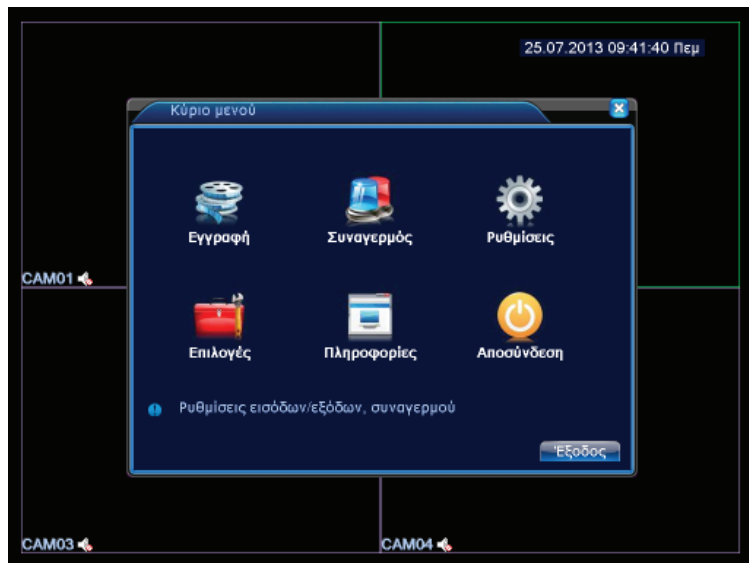 25.07.2013 09:41:40 Πεμ
Κύριο μενού
Εγγραφή
Συναγερμός
Ρυθμίσεις
CAM01
Επιλογές
Πληροφορίες
Αποσύνδεση
Ρυθμίσεις εισόδων/εξόδων, συναγερμού
Έξοδος
CAM03
CAM04